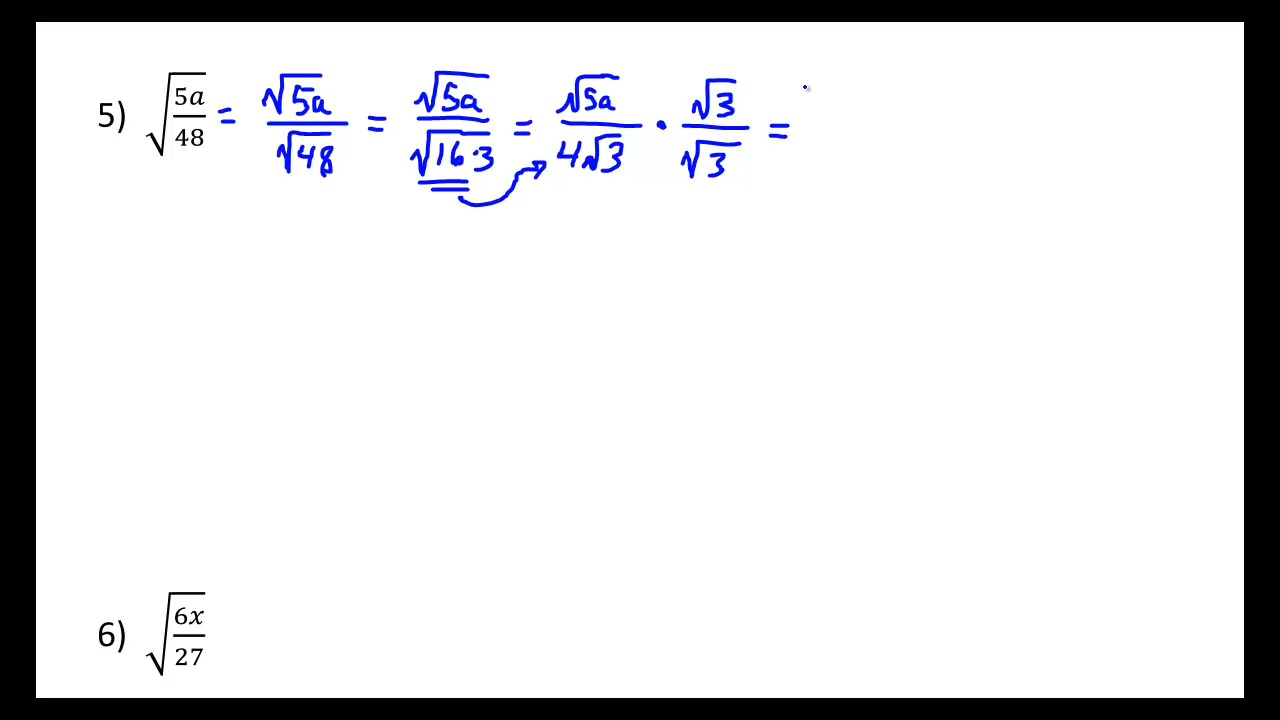 5) √(5a/48) = √(5a)/√(48) = √(5a)/√(16·3) = √(5a)/(4√3) · √3/√3 =
6) √(6x/27)